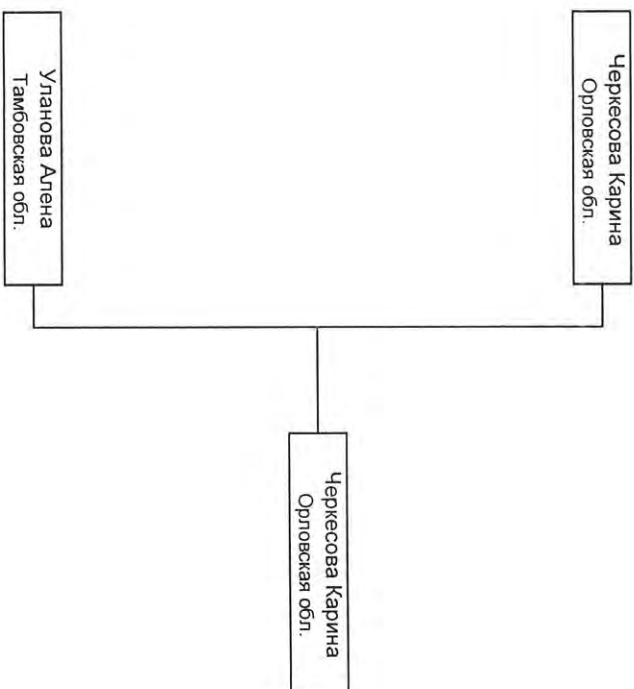 Черкесова Карина
Орловская обл.
Уланова Алена
Тамбовская обл.
Черкесова Карина
Орловская обл.